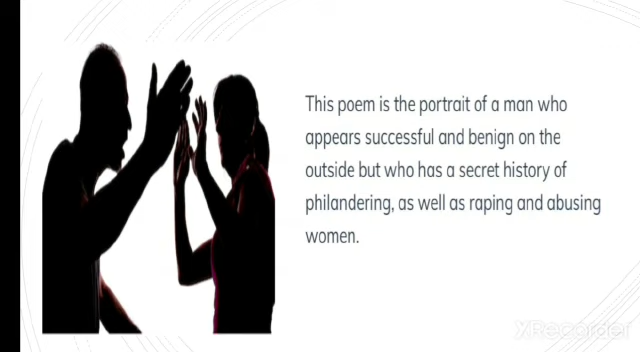 This poem is the portrait of a man who
appears successful and benign on the
outside but who has a secret history of
philandering, as well as raping and abusing
women.
XRecorder